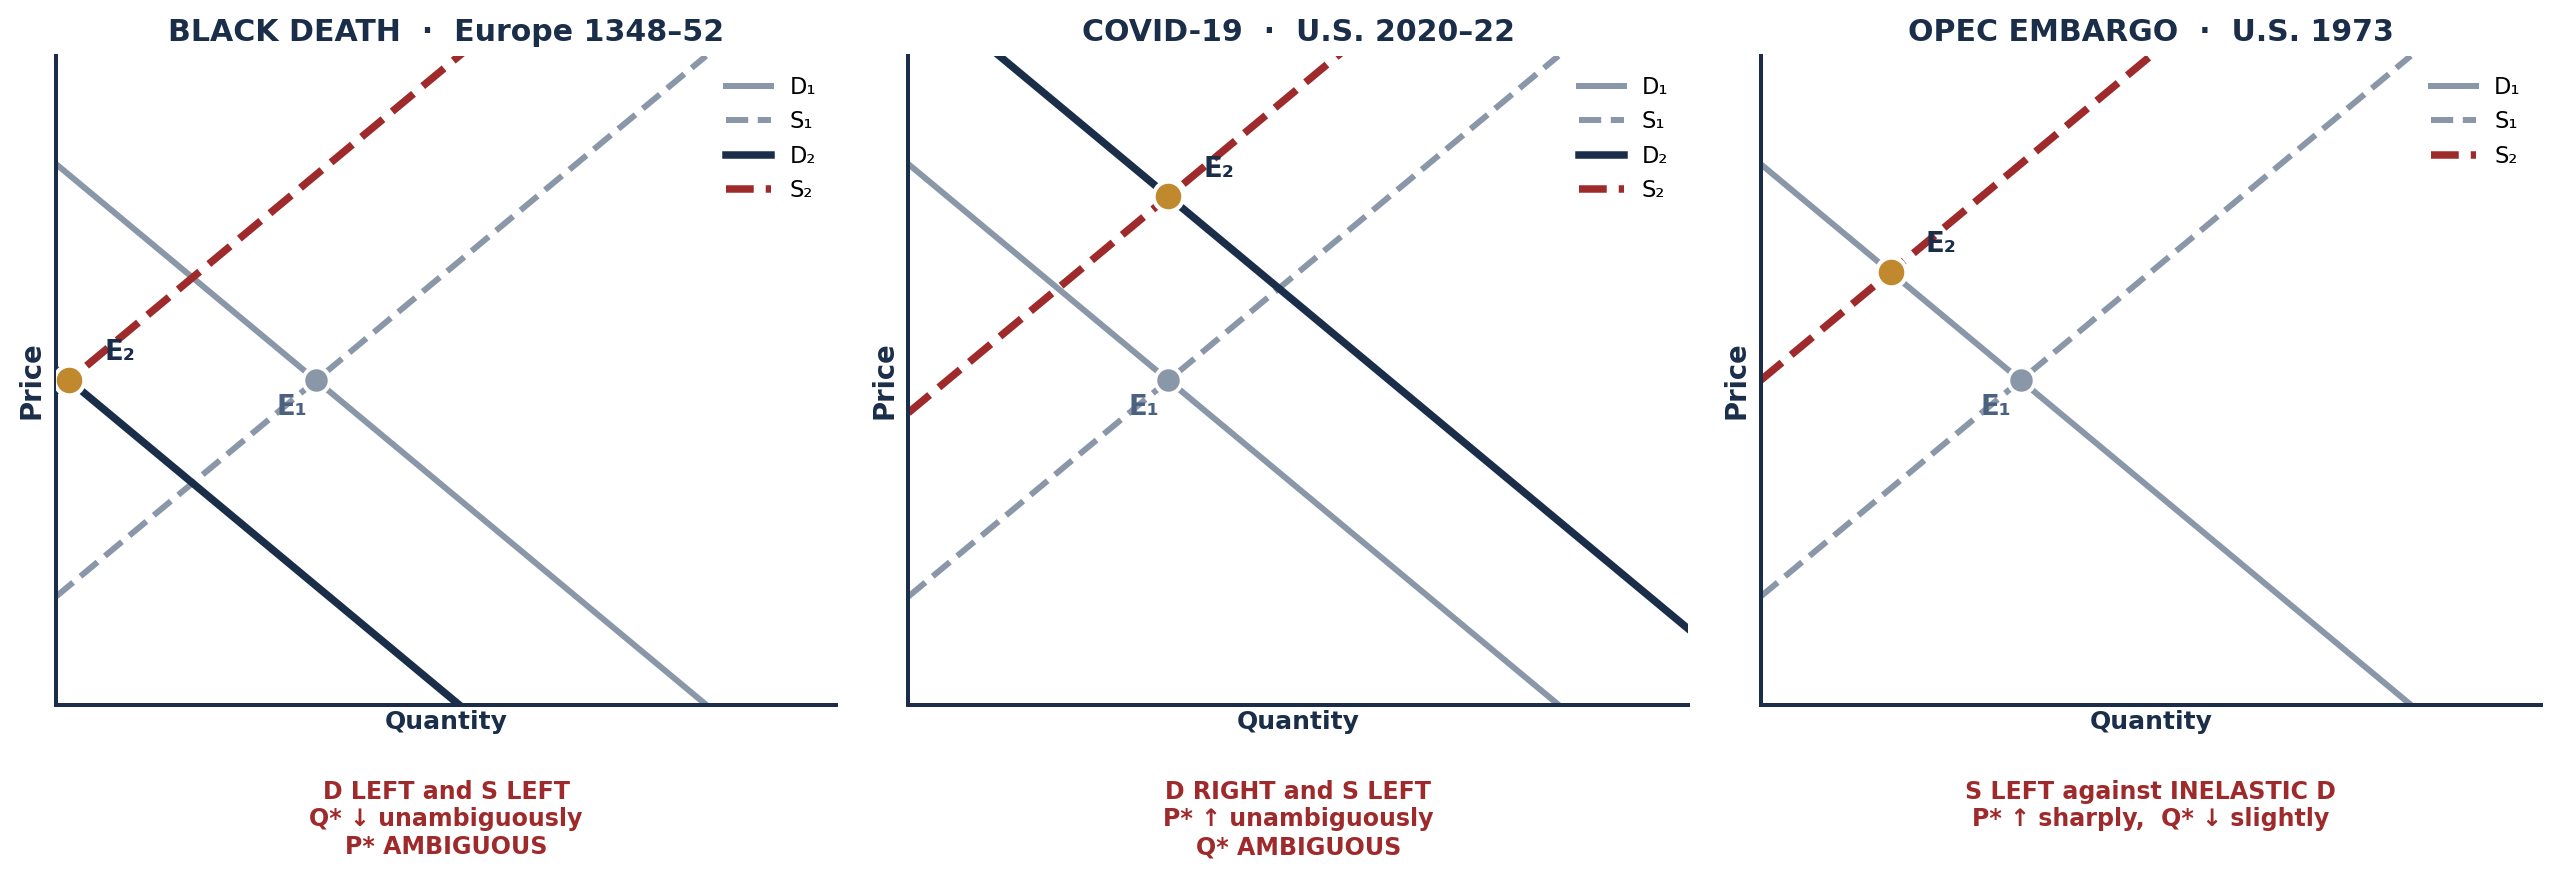 BLACK DEATH · Europe 1348–52
D₁
S₁
D₂
S₂
E₂
E₁
Price
Quantity
D LEFT and S LEFT
Q* ↓ unambiguously
P* AMBIGUOUS
COVID-19 · U.S. 2020–22
D₁
S₁
D₂
S₂
E₂
E₁
Price
Quantity
D RIGHT and S LEFT
P* ↑ unambiguously
Q* AMBIGUOUS
OPEC EMBARGO · U.S. 1973
D₁
S₁
S₂
E₂
E₁
Price
Quantity
S LEFT against INELASTIC D
P* ↑ sharply, Q* ↓ slightly